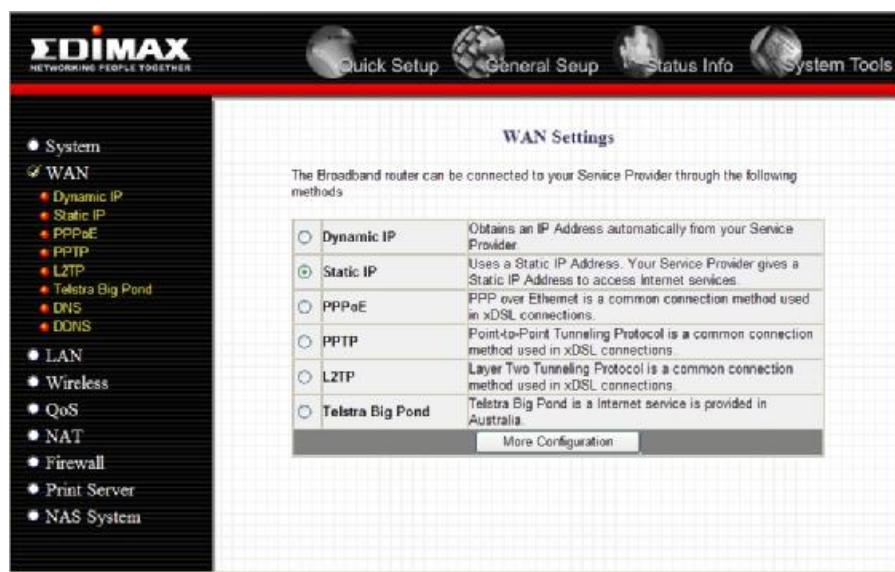 EDIMAX
NETWORKING PEOPLE TOGETHER
Quick Setup
General Seup
Status Info
System Tools
System
WAN
Dynamic IP
Static IP
PPPoE
PPTP
L2TP
Telstra Big Pond
DNS
DDNS
LAN
Wireless
QoS
NAT
Firewall
Print Server
NAS System
WAN Settings
The Broadband router can be connected to your Service Provider through the following
methods
Dynamic IP
Obtains an IP Address automatically from your Service
Provider.
Static IP
Uses a Static IP Address. Your Service Provider gives a
Static IP Address to access Internet services.
PPPoE
PPP over Ethernet is a common connection method used
in xDSL connections.
PPTP
Point-to-Point Tunneling Protocol is a common connection
method used in xDSL connections.
L2TP
Layer Two Tunneling Protocol is a common connection
method used in xDSL connections.
Telstra Big Pond
Telstra Big Pond is a Internet service is provided in
Australia.
More Configuration